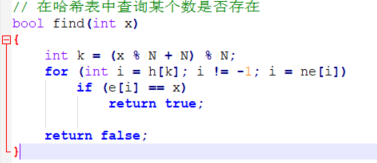 // 在哈希表中查询某个数是否存在
bool find(int x)
{
    int k = (x % N + N) % N;
    for (int i = h[k]; i != -1; i = ne[i])
        if (e[i] == x)
            return true;

    return false;
}